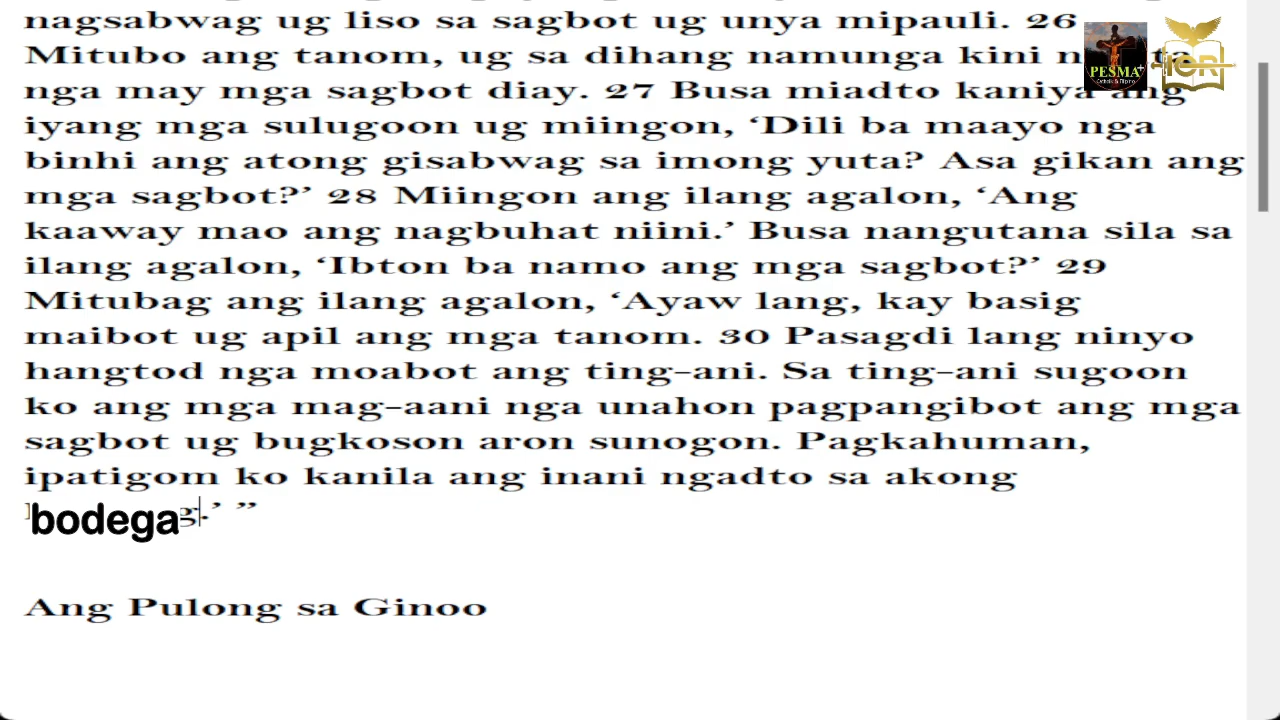 nagsabwag ug liso sa sagbot ug unya mipauli. 26
Mitubo ang tanom, ug sa dihang namunga kini
nga may mga sagbot diay. 27 Busa miadto kaniya ang
iyang mga sulugoon ug miingon, ‘Dili ba maayo nga
binhi ang atong gisabwag sa imong yuta? Asa gikan ang
mga sagbot?’ 28 Miingon ang ilang agalon, ‘Ang
kaaway mao ang nagbuhat niini.’ Busa nangutana sila sa
ilang agalon, ‘Ibton ba namo ang mga sagbot?’ 29
Mitubag ang ilang agalon, ‘Ayaw lang, kay basig
maibot ug apil ang mga tanom. 30 Pasagdi lang ninyo
hangtod nga moabot ang ting-ani. Sa ting-ani sugoon
ko ang mga mag-aani nga unahon pagpangibot ang mga
sagbot ug bugkoson aron sunogon. Pagkahuman,
ipatigom ko kanila ang inani ngadto sa akong
bodega.’ ”
Ang Pulong sa Ginoo
PESMA